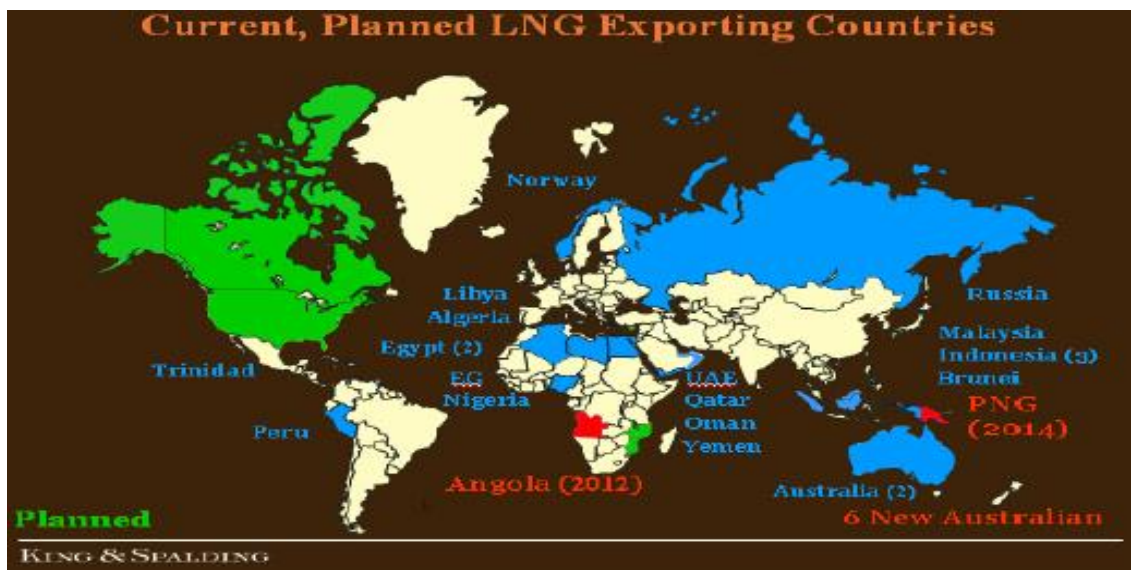 Current, Planned LNG Exporting Countries
Norway
Libya
Algeria
Russia
Egypt (2)
Malaysia
Indonesia (3)
Brunei
Trinidad
EG
Nigeria
UAE
Qatar
Oman
Yemen
PNG
(2014)
Peru
Angola (2012)
Australia (2)
6 New Australian
Planned
KING & SPALDING